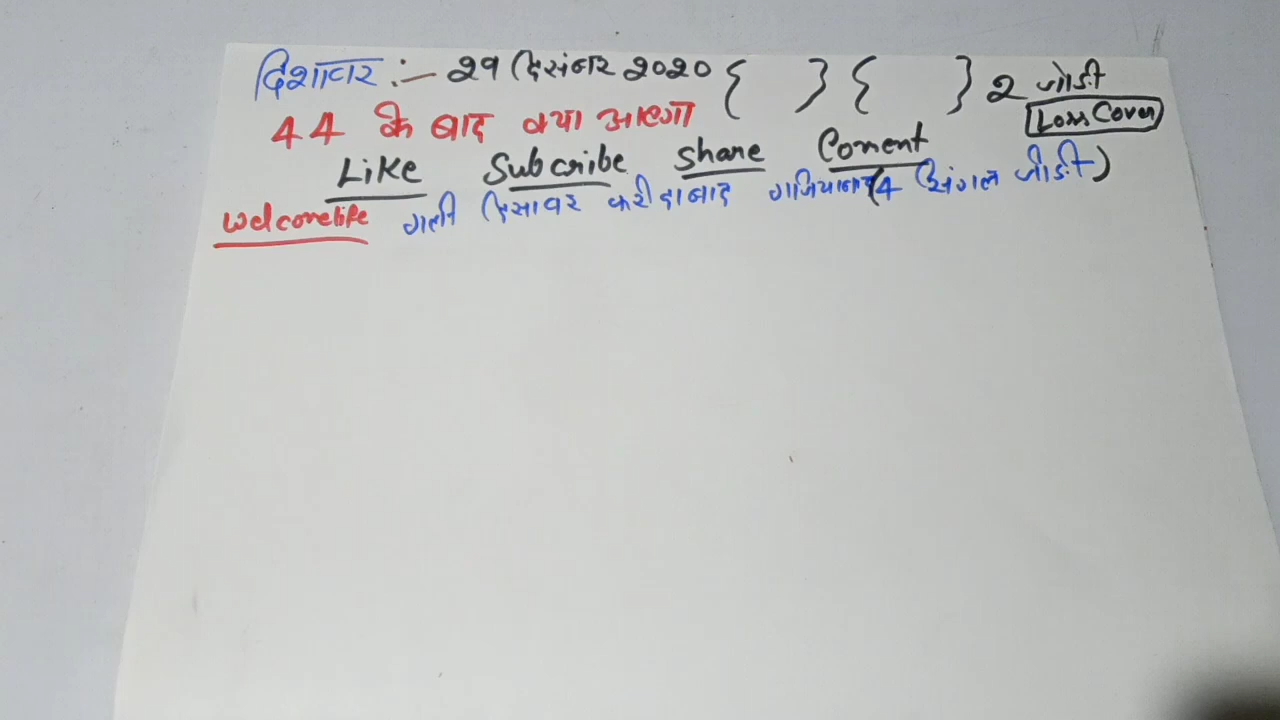 दिशावर :- 29 दिसंबर 2020 { } { } 2 जोडी
44 के बाद क्या आएगा Loss Cover
Like Subcribe Share Coment
welcomelife गली दिसावर फरीदाबाद गाजियाबाद (4 सिंगल जोडी)